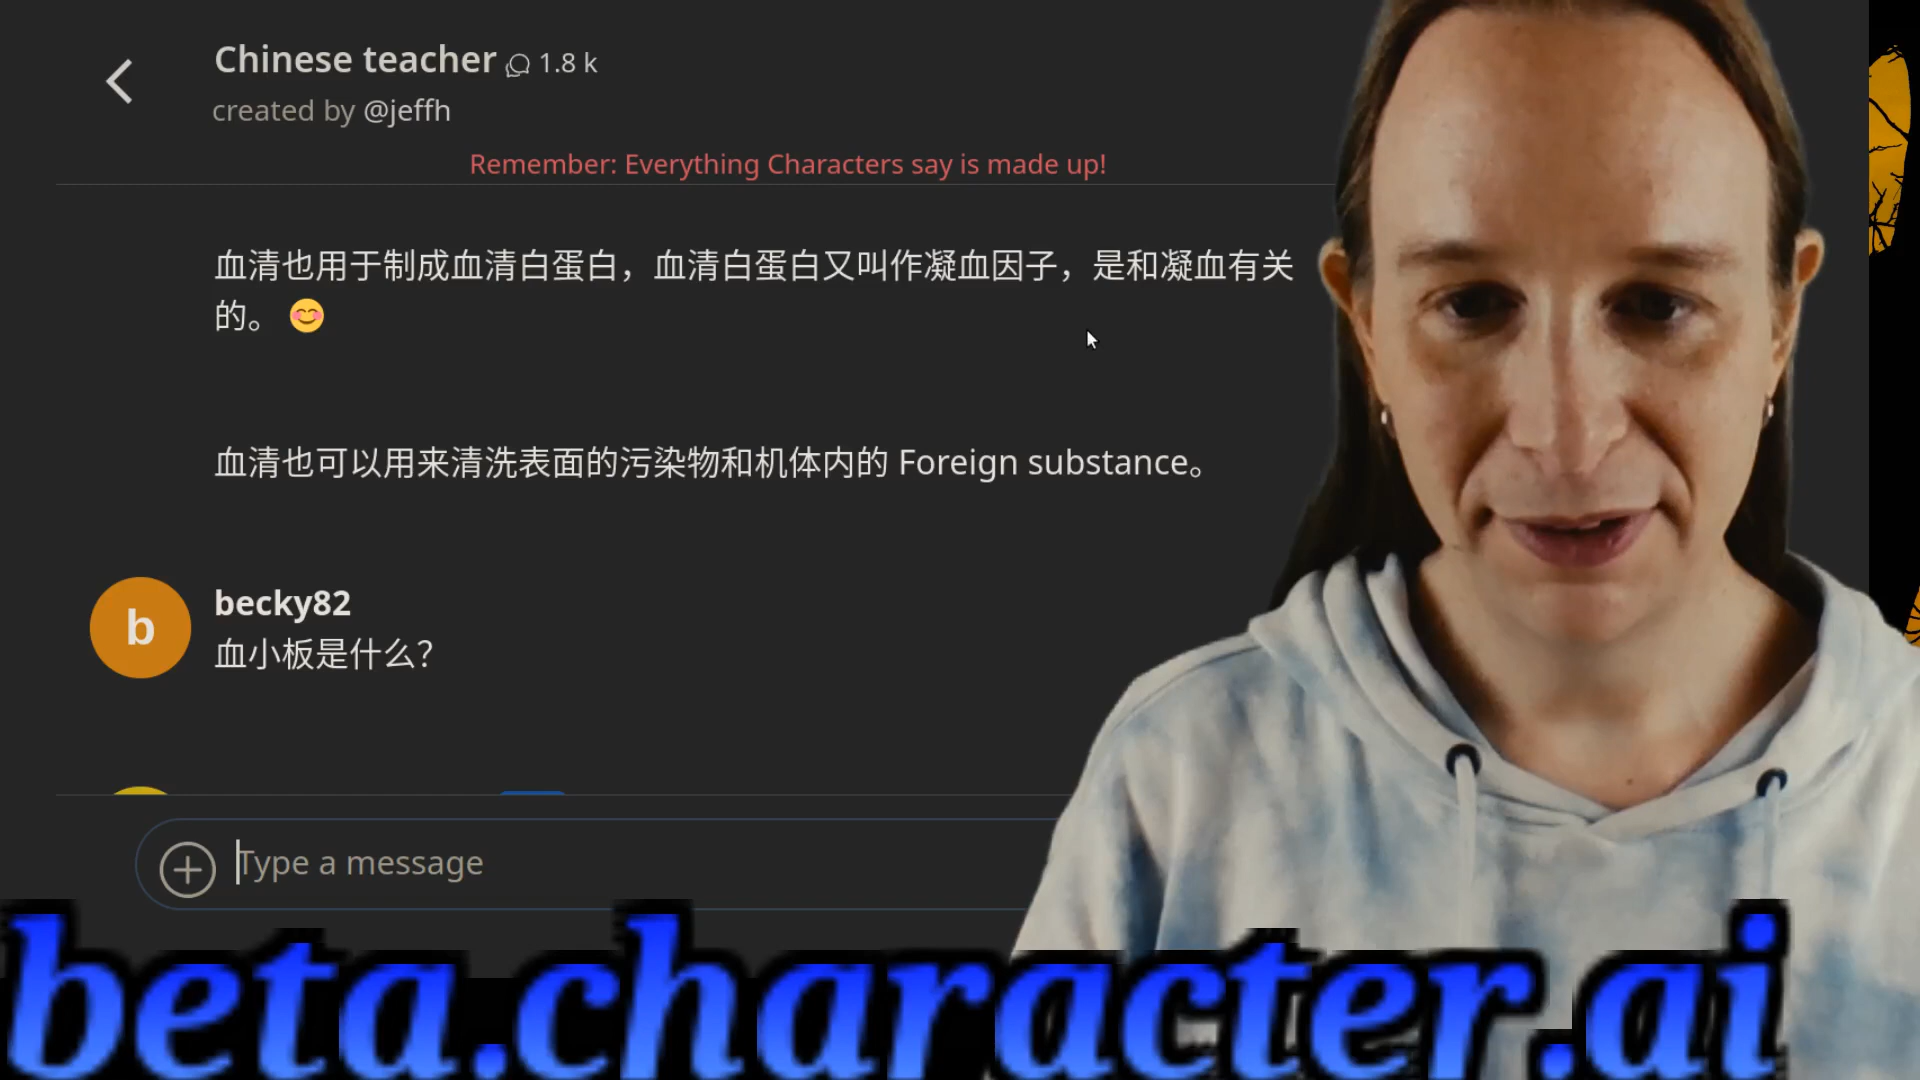 Chinese teacher 1.8 k
created by @jeffh
Remember: Everything Characters say is made up!
血清也用于制成血清白蛋白，血清白蛋白又叫作凝血因子，是和凝血有关
的。 😊
血清也可以用来清洗表面的污染物和机体内的 Foreign substance。
b
becky82
血小板是什么?
Type a message
beta.character.ai